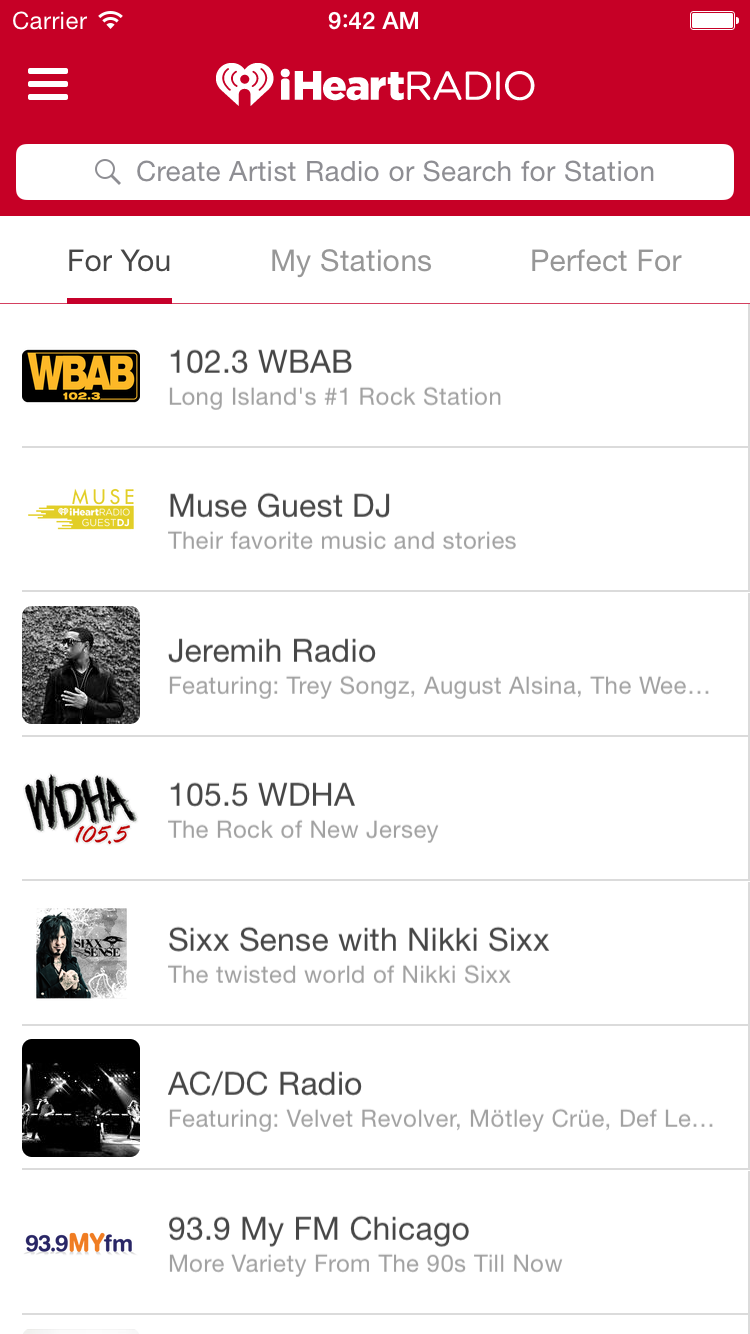 Carrier
9:42 AM
iHeartRADIO
Create Artist Radio or Search for Station
For You
My Stations
Perfect For
WBAB
102.3
102.3 WBAB
Long Island's #1 Rock Station
MUSE
iHeartRADIO
GUEST DJ
Muse Guest DJ
Their favorite music and stories
Jeremih Radio
Featuring: Trey Songz, August Alsina, The Wee...
WDHA
105.5
105.5 WDHA
The Rock of New Jersey
SIXX
SENSE
Sixx Sense with Nikki Sixx
The twisted world of Nikki Sixx
AC/DC Radio
Featuring: Velvet Revolver, Mötley Crüe, Def Le...
93.9MYfm
93.9 My FM Chicago
More Variety From The 90s Till Now